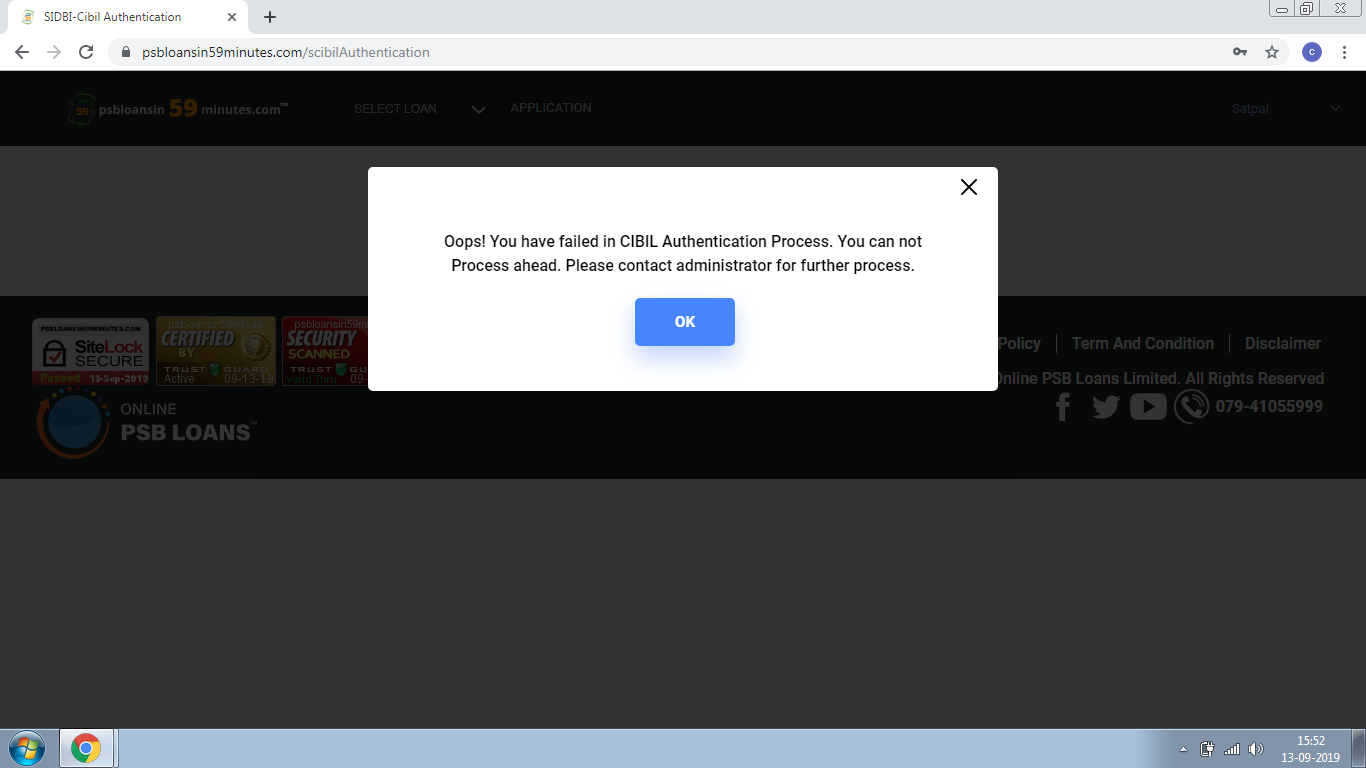 SIDBI-Cibil Authentication
psbloansin59minutes.com/scibilAuthentication
C
59 psbloansin 59 minutes.com™
SELECT LOAN
APPLICATION
Satpal
Oops! You have failed in CIBIL Authentication Process. You can not
Process ahead. Please contact administrator for further process.
OK
PSBLOANSIN59MINUTES.COM
SiteLock
SECURE
Passed 13-Sep-2019
psbloansin59minute
CERTIFIED
BY
TRUST GUARD
Active 09-13-19
psbloansin59m
SECURITY
SCANNED
TRUST GUA
Valid Thru 09-
Policy
Term And Condition
Disclaimer
Online PSB Loans Limited. All Rights Reserved
079-41055999
ONLINE
PSB LOANS™
15:52
13-09-2019